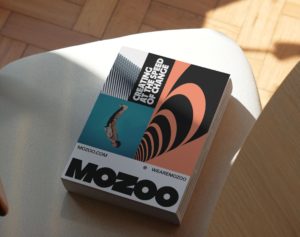 CREATING
AT THE SPEED
OF CHANGE
MOZOO.COM
@ WEAREMOZOO
MOZOO